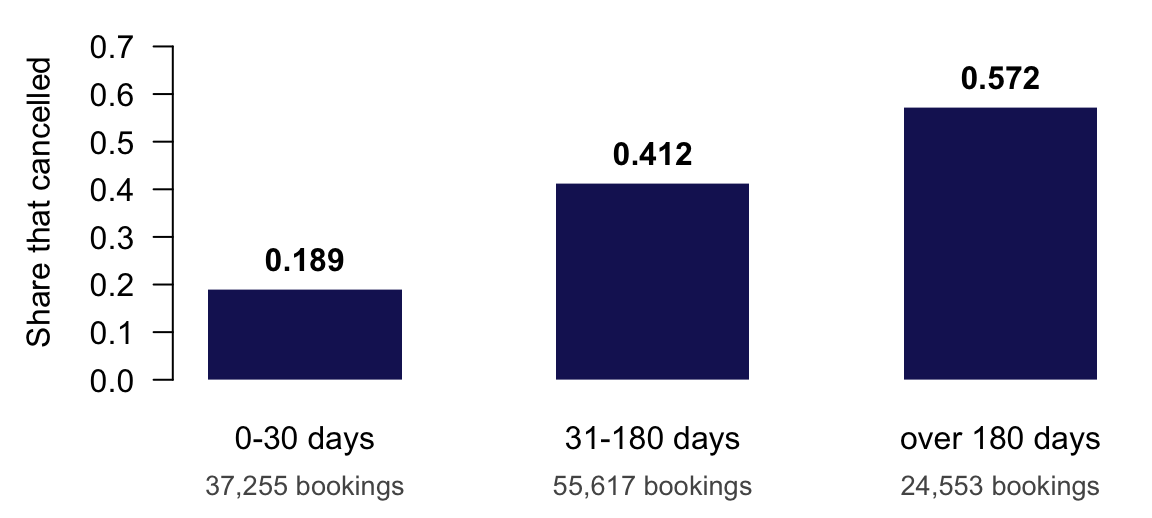 Share that cancelled
0.7
0.6
0.5
0.4
0.3
0.2
0.1
0.0
0.189
0.412
0.572
0-30 days
31-180 days
over 180 days
37,255 bookings
55,617 bookings
24,553 bookings